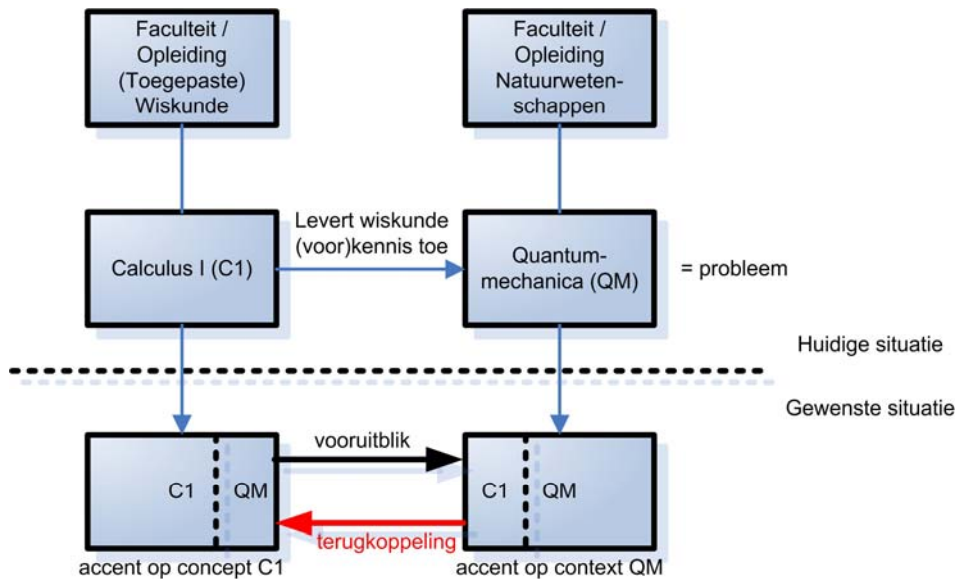 Faculteit /
Opleiding
(Toegepaste)
Wiskunde
Faculteit /
Opleiding
Natuurweten-
schappen
Levert wiskunde
(voor)kennis toe
Calculus I (C1)
Quantum-
mechanica (QM)
= probleem
Huidige situatie
Gewenste situatie
vooruitblik
C1
QM
C1
QM
terugkoppeling
accent op concept C1
accent op context QM